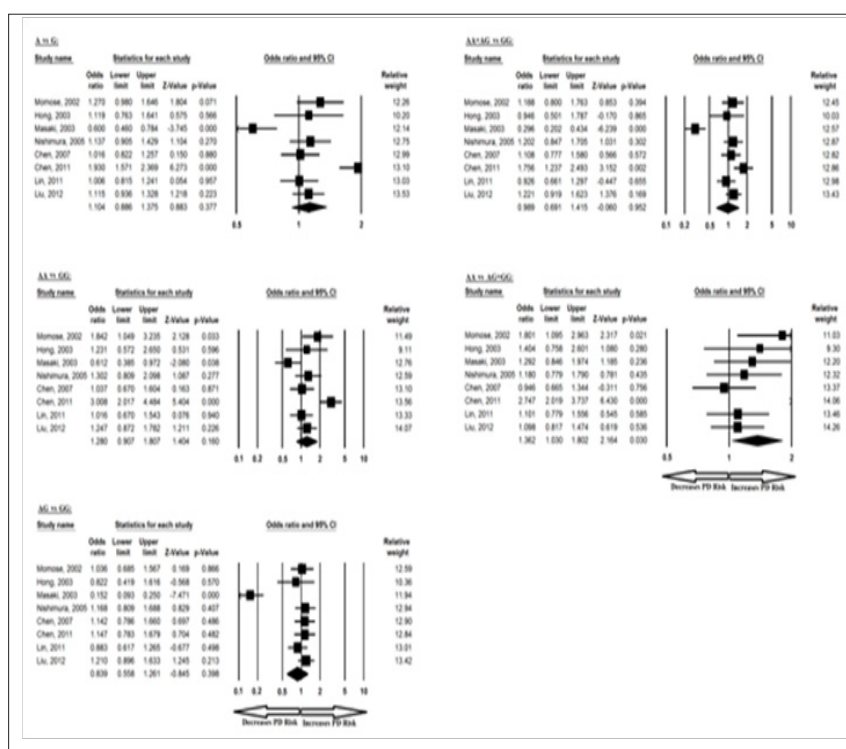 A vs G:
Study name Statistics for each study Odds ratio and 95% CI
Odds Lower Upper Relative
ratio limit limit Z-Value p-Value weight
Momose, 2002 1.270 0.980 1.646 1.804 0.071 12.26
Hong, 2003 1.119 0.763 1.641 0.575 0.566 10.20
Masaki, 2003 0.600 0.460 0.784 -3.745 0.000 12.14
Nishimura, 2005 1.137 0.905 1.429 1.104 0.270 12.75
Chen, 2007 1.016 0.822 1.257 0.150 0.880 12.99
Chen, 2011 1.930 1.571 2.369 6.273 0.000 13.10
Lin, 2011 1.006 0.815 1.241 0.054 0.957 13.03
Liu, 2012 1.115 0.936 1.328 1.218 0.223 13.53
1.104 0.886 1.375 0.883 0.377
0.5 1 2
AA+AG vs GG:
Study name Statistics for each study Odds ratio and 95% CI
Odds Lower Upper Relative
ratio limit limit Z-Value p-Value weight
Momose, 2002 1.188 0.800 1.763 0.853 0.394 12.45
Hong, 2003 0.946 0.501 1.787 -0.170 0.865 10.03
Masaki, 2003 0.296 0.202 0.434 -6.239 0.000 12.57
Nishimura, 2005 1.202 0.847 1.705 1.031 0.302 12.87
Chen, 2007 1.108 0.777 1.580 0.566 0.572 12.82
Chen, 2011 1.756 1.237 2.493 3.152 0.002 12.86
Lin, 2011 0.926 0.661 1.297 -0.447 0.655 12.98
Liu, 2012 1.221 0.919 1.623 1.376 0.169 13.43
0.989 0.691 1.415 -0.060 0.952
0.1 0.2 0.5 1 2 5 10
AA vs GG:
Study name Statistics for each study Odds ratio and 95% CI
Odds Lower Upper Relative
ratio limit limit Z-Value p-Value weight
Momose, 2002 1.842 1.049 3.235 2.128 0.033 11.49
Hong, 2003 1.231 0.572 2.650 0.531 0.596 9.11
Masaki, 2003 0.612 0.385 0.972 -2.080 0.038 12.76
Nishimura, 2005 1.302 0.809 2.098 1.087 0.277 12.59
Chen, 2007 1.037 0.670 1.604 0.163 0.871 13.10
Chen, 2011 3.008 2.017 4.484 5.404 0.000 13.56
Lin, 2011 1.016 0.670 1.543 0.076 0.940 13.33
Liu, 2012 1.247 0.872 1.782 1.211 0.226 14.07
1.280 0.907 1.807 1.404 0.160
0.1 0.2 0.5 1 2 5 10
AA vs AG+GG:
Study name Statistics for each study Odds ratio and 95% CI
Odds Lower Upper Relative
ratio limit limit Z-Value p-Value weight
Momose, 2002 1.801 1.095 2.963 2.317 0.021 11.03
Hong, 2003 1.404 0.758 2.601 1.080 0.280 9.30
Masaki, 2003 1.292 0.846 1.974 1.185 0.236 12.20
Nishimura, 2005 1.180 0.779 1.790 0.781 0.435 12.32
Chen, 2007 0.946 0.665 1.344 -0.311 0.756 13.37
Chen, 2011 2.747 2.019 3.737 6.430 0.000 14.06
Lin, 2011 1.101 0.779 1.556 0.545 0.585 13.46
Liu, 2012 1.098 0.817 1.474 0.619 0.536 14.26
1.362 1.030 1.802 2.164 0.030
0.5 1 2
Decreases PD Risk Increases PD Risk
AG vs GG:
Study name Statistics for each study Odds ratio and 95% CI
Odds Lower Upper Relative
ratio limit limit Z-Value p-Value weight
Momose, 2002 1.036 0.685 1.567 0.169 0.866 12.59
Hong, 2003 0.822 0.419 1.616 -0.568 0.570 10.36
Masaki, 2003 0.152 0.093 0.250 -7.471 0.000 11.94
Nishimura, 2005 1.168 0.809 1.688 0.829 0.407 12.94
Chen, 2007 1.142 0.786 1.660 0.697 0.486 12.90
Chen, 2011 1.147 0.783 1.679 0.704 0.482 12.84
Lin, 2011 0.883 0.617 1.265 -0.677 0.498 13.01
Liu, 2012 1.210 0.896 1.633 1.245 0.213 13.42
0.839 0.558 1.261 -0.845 0.398
0.1 0.2 0.5 1 2 5 10
Decreases PD Risk Increases PD Risk